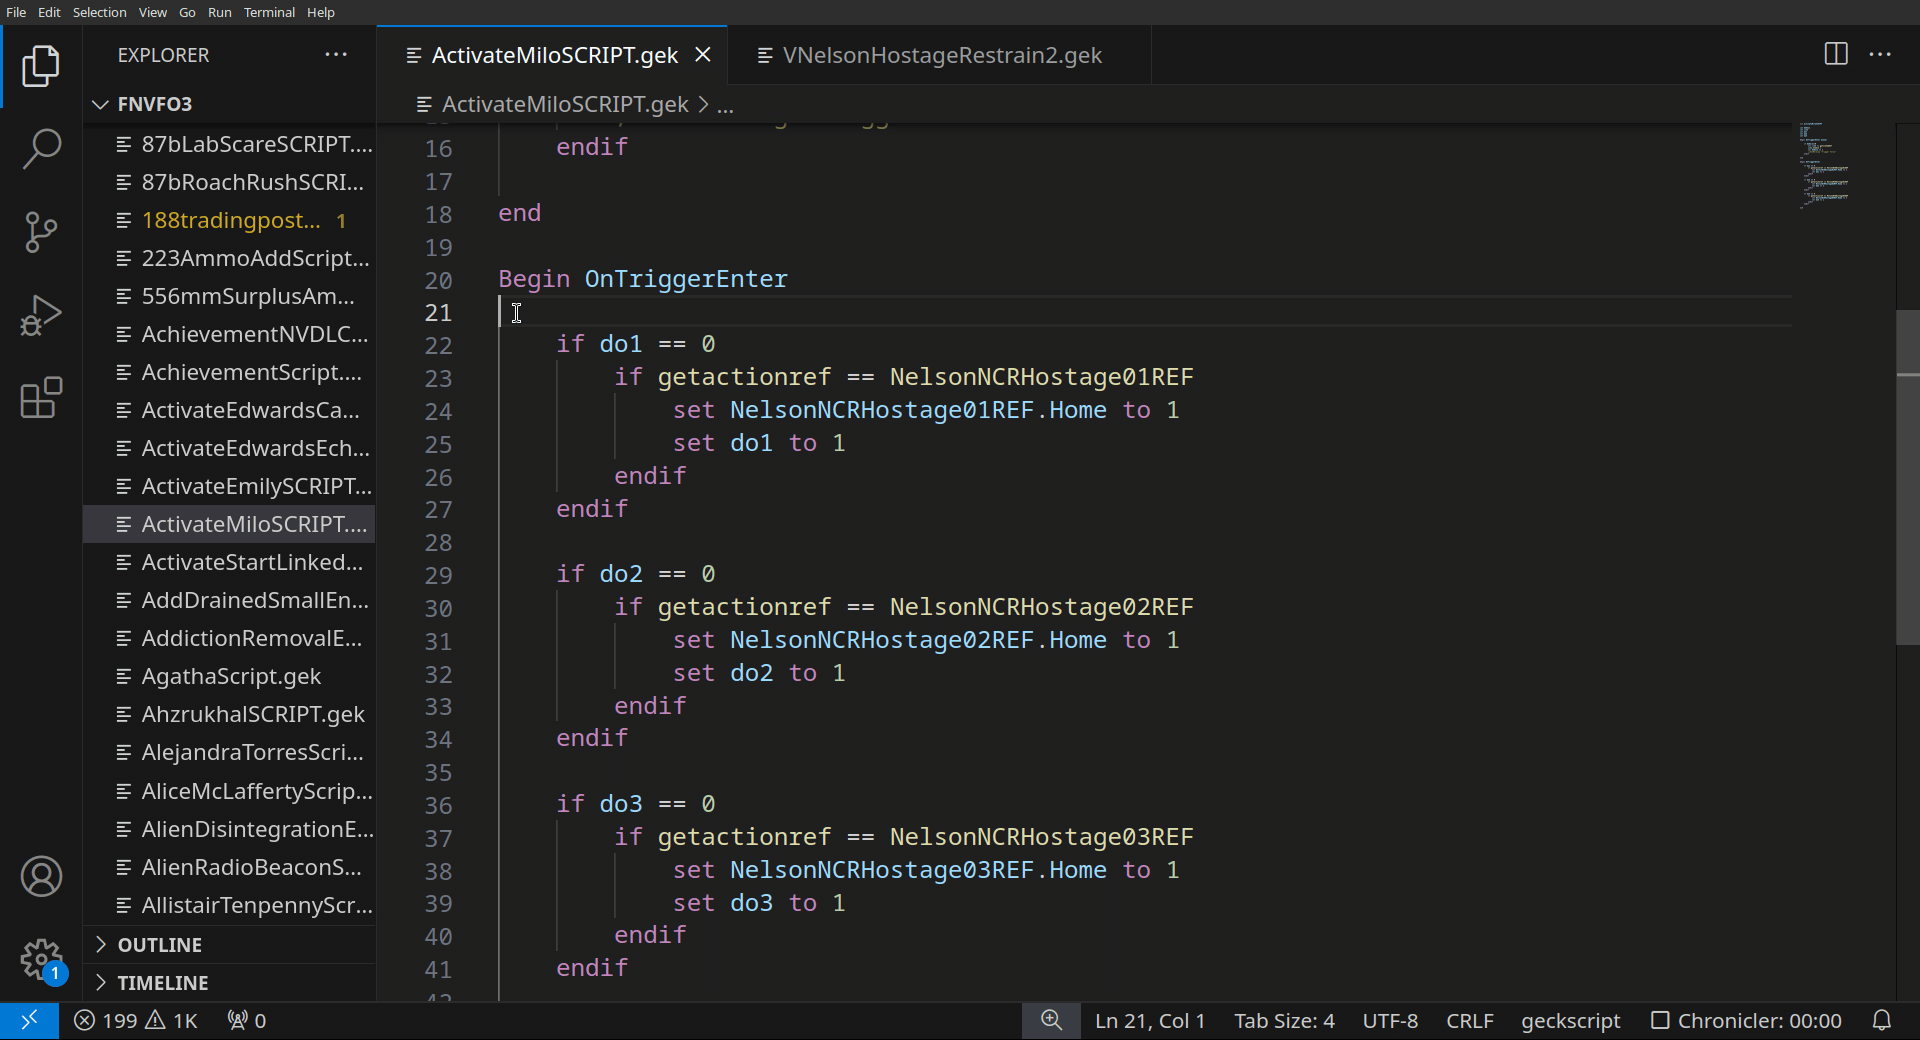 File Edit Selection View Go Run Terminal Help
EXPLORER
FNVFO3
87bLabScareSCRIPT....
87bRoachRushSCRI...
188tradingpost... 1
223AmmoAddScript...
556mmSurplusAm...
AchievementNVDLC...
AchievementScript....
ActivateEdwardsCa...
ActivateEdwardsEch...
ActivateEmilySCRIPT...
ActivateMiloSCRIPT....
ActivateStartLinked...
AddDrainedSmallEn...
AddictionRemovalE...
AgathaScript.gek
AhzrukhalSCRIPT.gek
AlejandraTorresScri...
AliceMcLaffertyScrip...
AlienDisintegrationE...
AlienRadioBeaconS...
AllistairTenpennyScr...
OUTLINE
TIMELINE
1
ActivateMiloSCRIPT.gek VNelsonHostageRestrain2.gek
ActivateMiloSCRIPT.gek > ...
16 endif
17
18 end
19
20 Begin OnTriggerEnter
21
22 if do1 == 0
23 if getactionref == NelsonNCRHostage01REF
24 set NelsonNCRHostage01REF.Home to 1
25 set do1 to 1
26 endif
27 endif
28
29 if do2 == 0
30 if getactionref == NelsonNCRHostage02REF
31 set NelsonNCRHostage02REF.Home to 1
32 set do2 to 1
33 endif
34 endif
35
36 if do3 == 0
37 if getactionref == NelsonNCRHostage03REF
38 set NelsonNCRHostage03REF.Home to 1
39 set do3 to 1
40 endif
41 endif
199 1K 0 Ln 21, Col 1 Tab Size: 4 UTF-8 CRLF geckscript Chronicler: 00:00